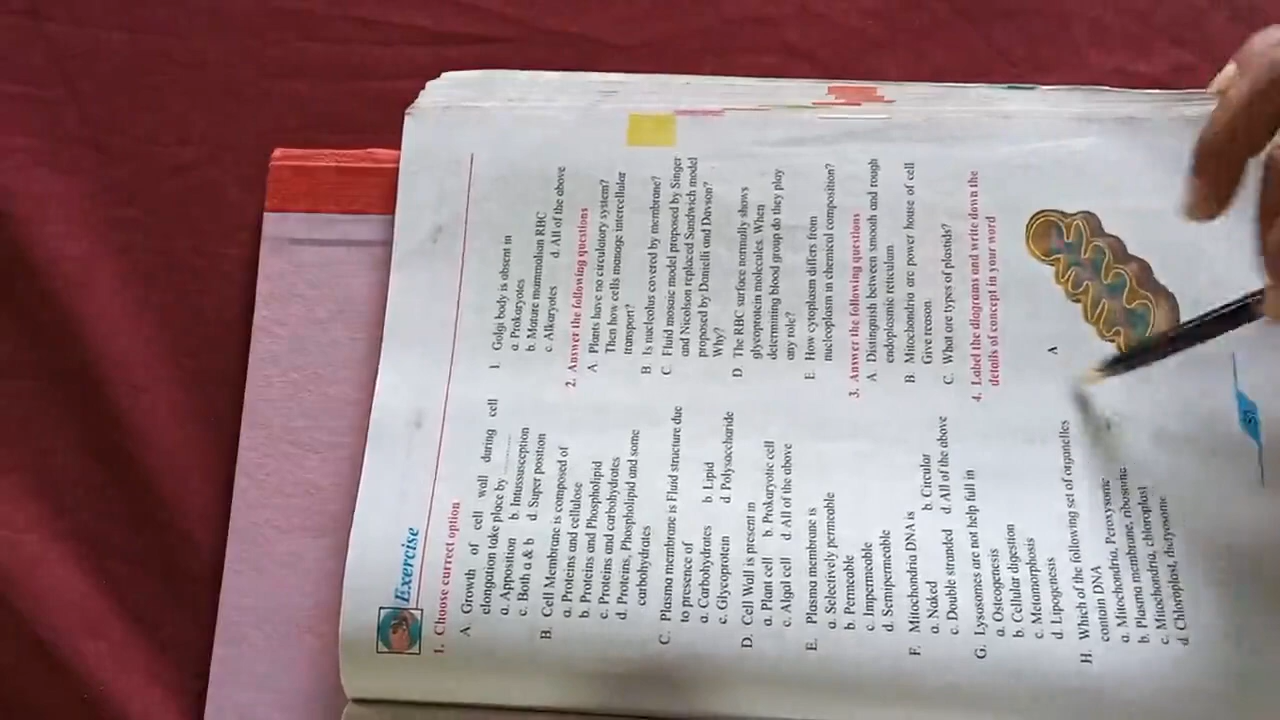 Exercise
1. Choose current option
A. Growth of cell wall during cell
elongation take place by ............
a. Apposition b. Intussusception
c. Both a & b d. Super position
B. Cell Membrane is composed of
a. Proteins and cellulose
b. Proteins and Phospholipid
c. Proteins and carbohydrates
d. Proteins, Phospholipid and some
carbohydrates
C. Plasma membrane is Fluid structure due
to presence of
a. Carbohydrates b. Lipid
c. Glycoprotein d. Polysaccharide
D. Cell Wall is present in
a. Plant cell b. Prokaryotic cell
c. Algal cell d. All of the above
E. Plasma membrane is
a. Selectively permeable
b. Permeable
c. Impermeable
d. Semipermeable
F. Mitochondria DNA is
a. Naked b. Circular
c. Double stranded d. All of the above
G. Lysosomes are not help full in
a. Osteogenesis
b. Cellular digestion
c. Metamorphosis
d. Lipogenesis
H. Which of the following set of organelles
contain DNA
a. Mitochondria, Peroxysome
b. Plasma membrane, ribosome
c. Mitochondria, chloroplast
d. Chloroplast, dictyosome
1. Golgi body is absent in
a. Prokaryotes
b. Mature mammalian RBC
c. Akaryotes d. All of the above
2. Answer the following questions
A Plants have no circulatory system?
Then how cells manage intercellular
transport?
B Is nucleolus covered by membrane?
C Fluid mosaic model proposed by Singer
and Nicolson replaced Sandwich model
proposed by Danielli and Davson?
Why?
D The RBC surface normally shows
glycoprotein molecules. When
determining blood group do they play
any role?
E How cytoplasm differs from
nucleoplasm in chemical composition?
3. Answer the following questions
A Distinguish between smooth and rough
endoplasmic reticulum.
B. Mitochondria are power house of cell
Give reason.
C. What are types of plastids?
4. Label the diagrams and write down the
details of concept in your word
A
57